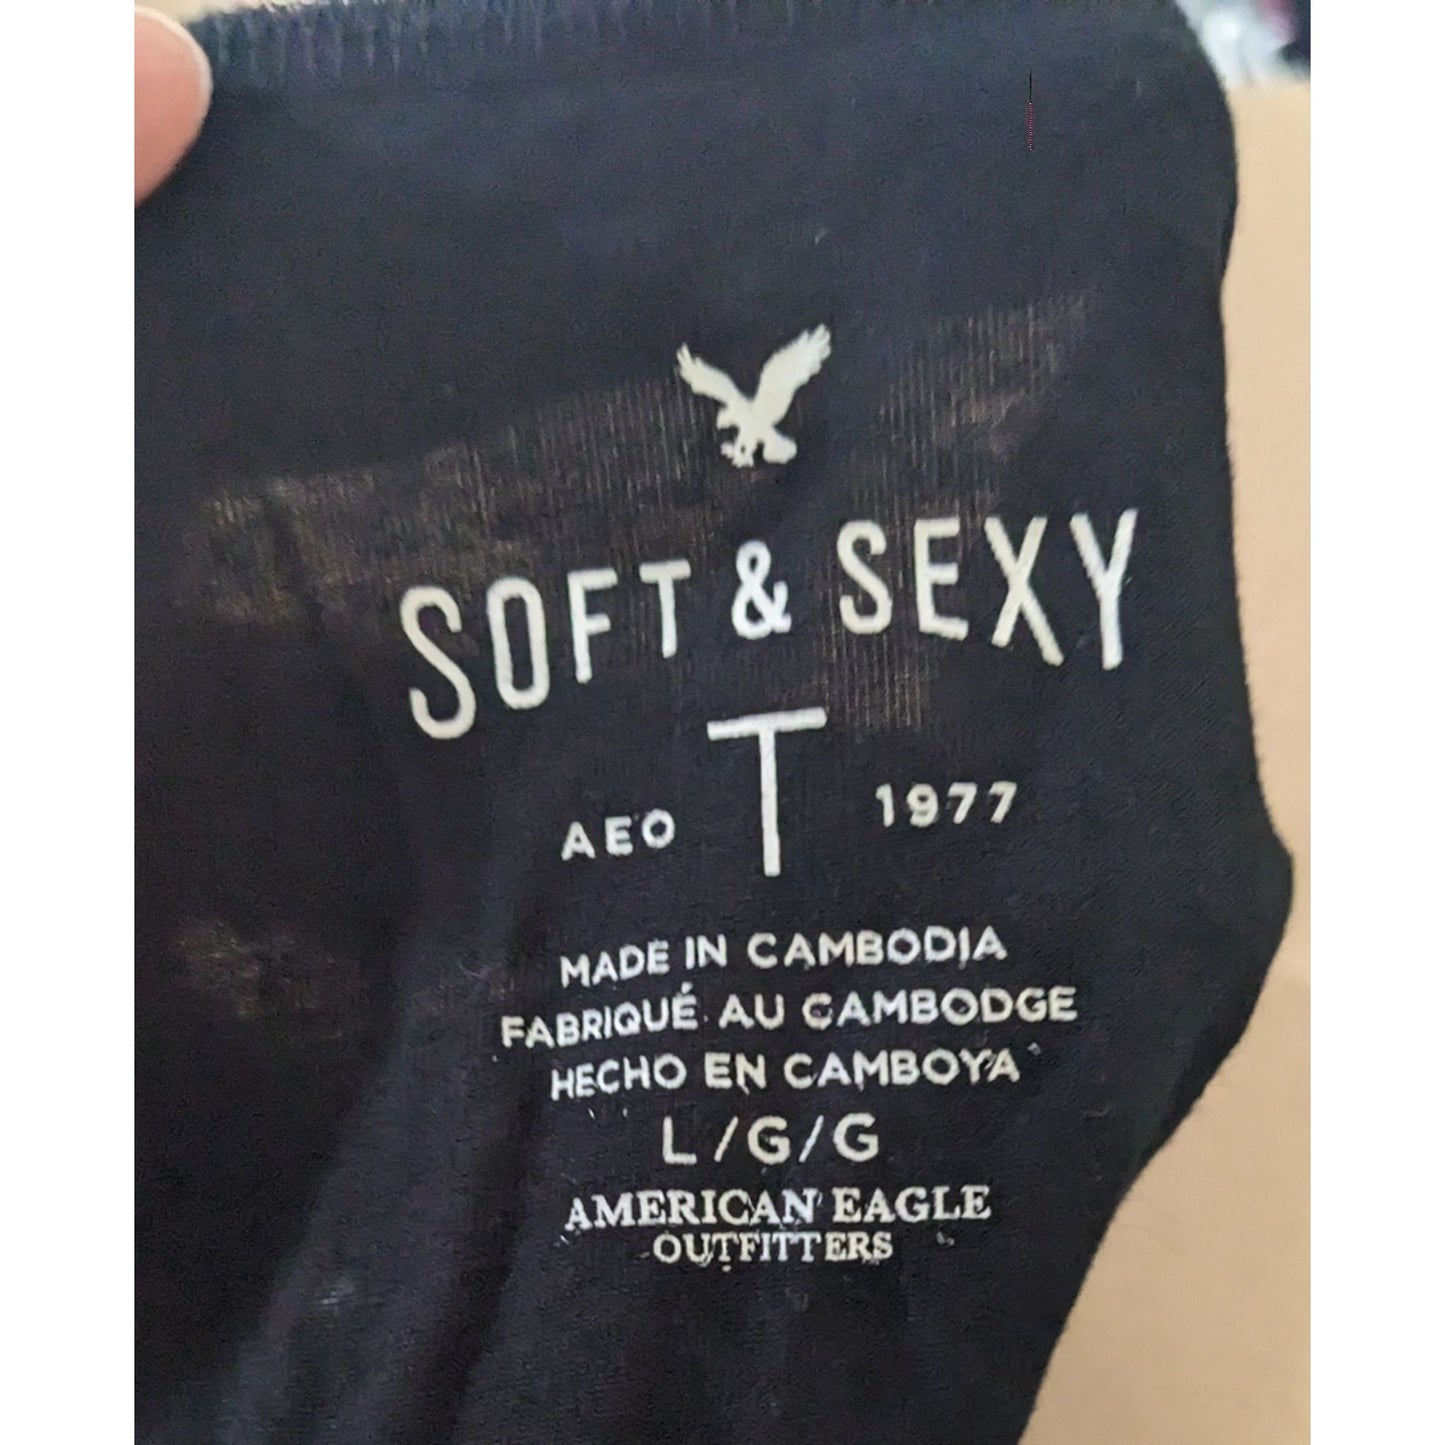 SOFT & SEXY
T
AEO 1977
MADE IN CAMBODIA
FABRIQUÉ AU CAMBODGE
HECHO EN CAMBOYA
L/G/G
AMERICAN EAGLE
OUTFITTERS